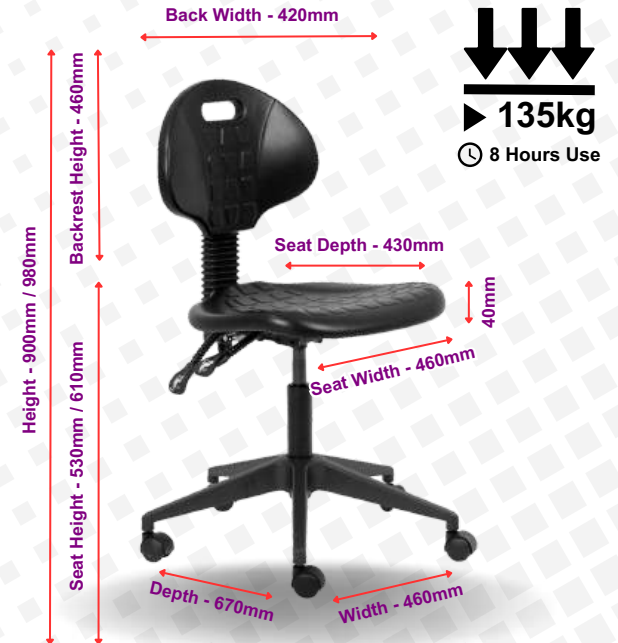 Back Width - 420mm
135kg
8 Hours Use
Backrest Height - 460mm
Height - 900mm / 980mm
Seat Depth - 430mm
40mm
Seat Width - 460mm
Seat Height - 530mm / 610mm
Depth - 670mm
Width - 460mm